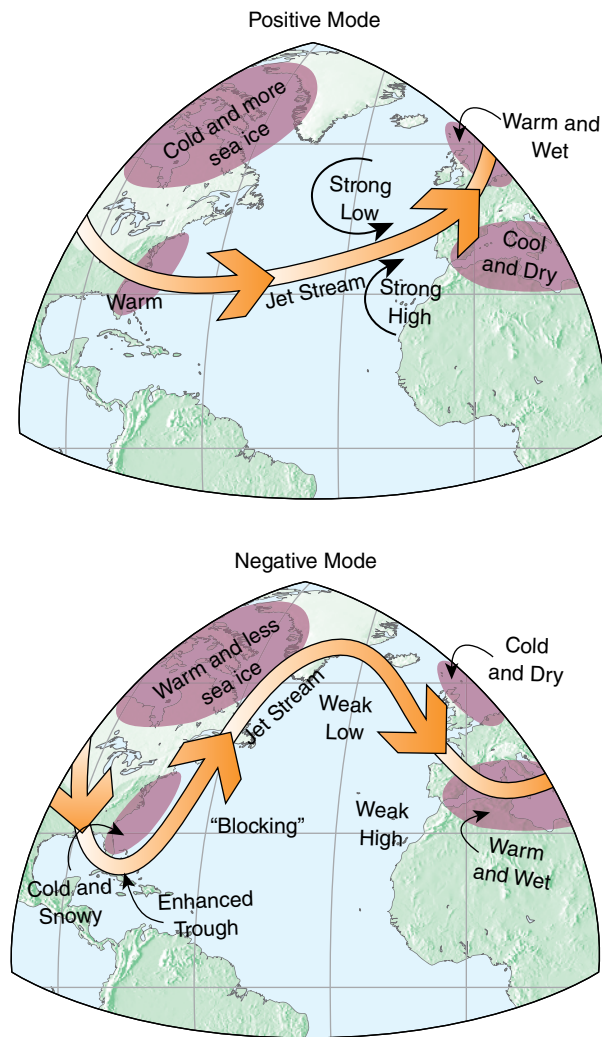 Positive Mode
Cold and more
sea ice
Warm and
Wet
Strong
Low
Cool
and Dry
Warm
Jet Stream
Strong
High
Negative Mode
Warm and less
sea ice
Cold
and Dry
Jet Stream
Weak
Low
“Blocking”
Weak
High
Warm
and Wet
Cold and
Snowy
Enhanced
Trough